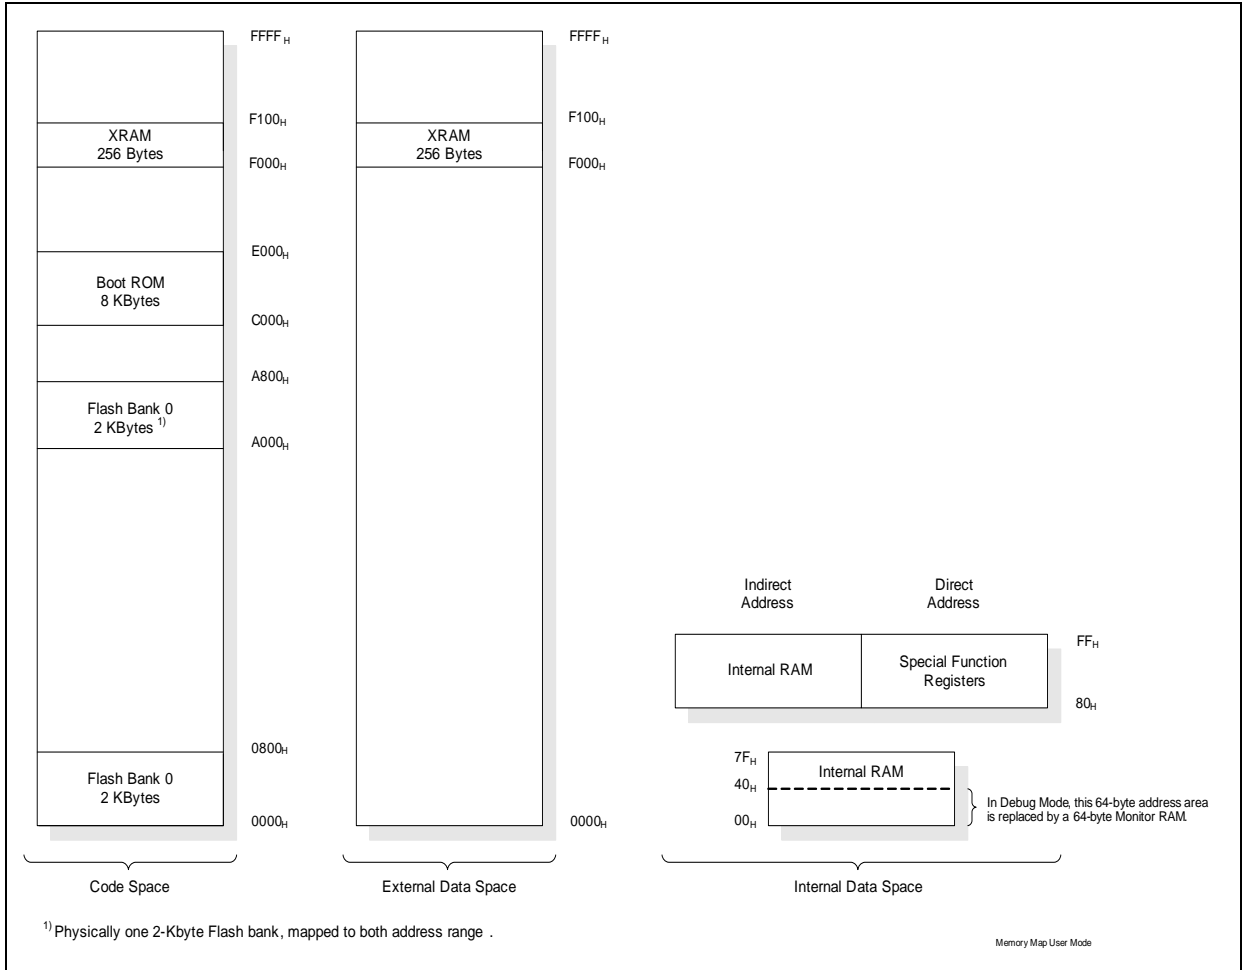 FFFFH
F100H
XRAM
256 Bytes
F000H
E000H
Boot ROM
8 KBytes
C000H
A800H
Flash Bank 0
2 KBytes 1)
A000H
0800H
Flash Bank 0
2 KBytes
0000H
Code Space
FFFFH
F100H
XRAM
256 Bytes
F000H
0000H
External Data Space
Indirect
Address
Direct
Address
Internal RAM
Special Function
Registers
FFH
80H
7FH
Internal RAM
40H
00H
In Debug Mode, this 64-byte address area
is replaced by a 64-byte Monitor RAM.
Internal Data Space
1) Physically one 2-Kbyte Flash bank, mapped to both address range .
Memory Map User Mode